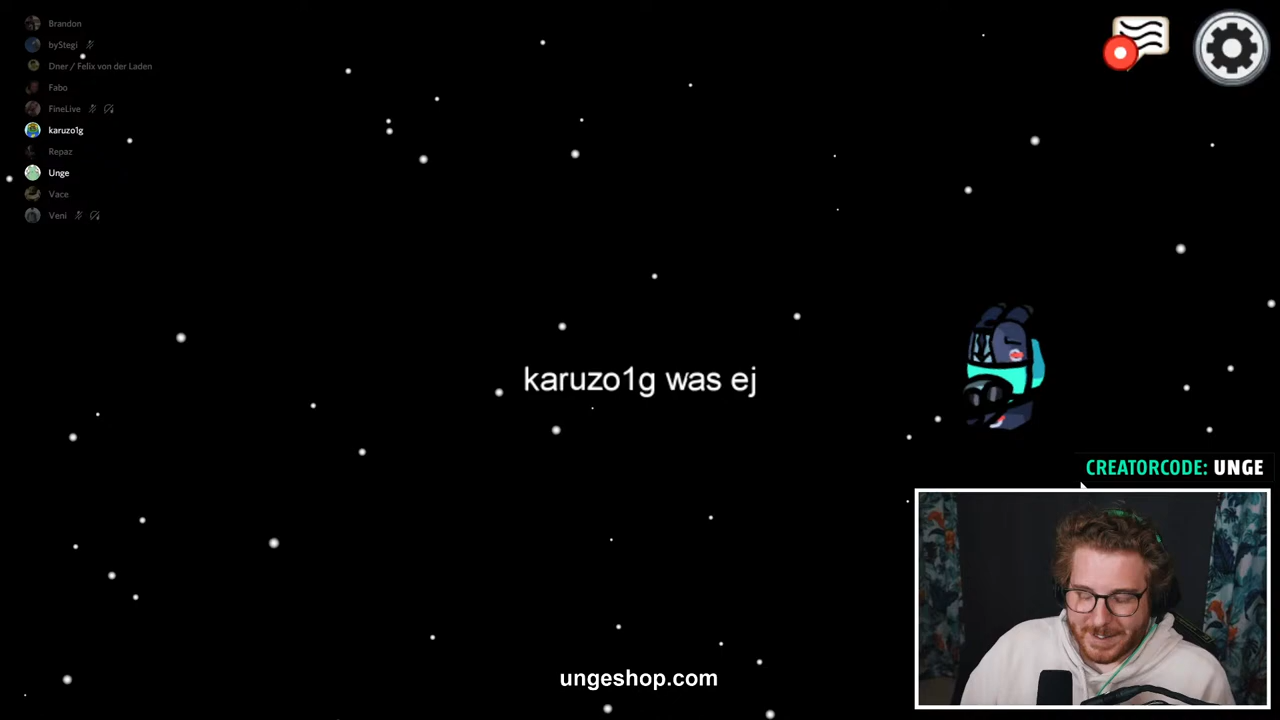 Brandon
byStegi
Dner / Felix von der Laden
Fabo
FineLive
karuzo1g
Repaz
Unge
Vace
Veni
karuzo1g was ej
CREATORCODE: UNGE
ungeshop.com